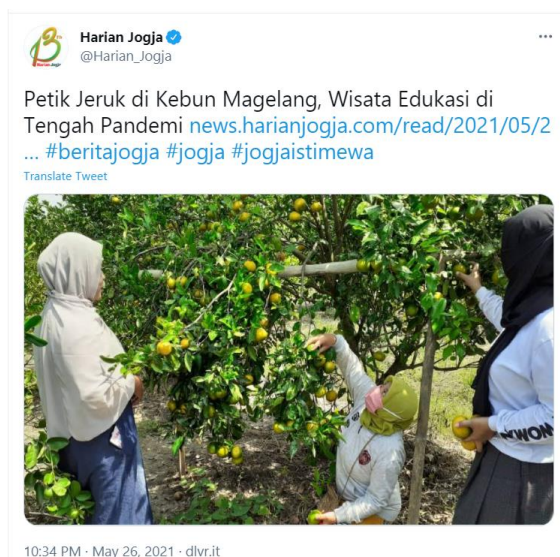 Harian Jogja
@Harian_Jogja
Petik Jeruk di Kebun Magelang, Wisata Edukasi di
Tengah Pandemi news.harianjogja.com/read/2021/05/2
... #beritajogja #jogja #jogjaistimewa
Translate Tweet
10:34 PM · May 26, 2021 · dlvr.it